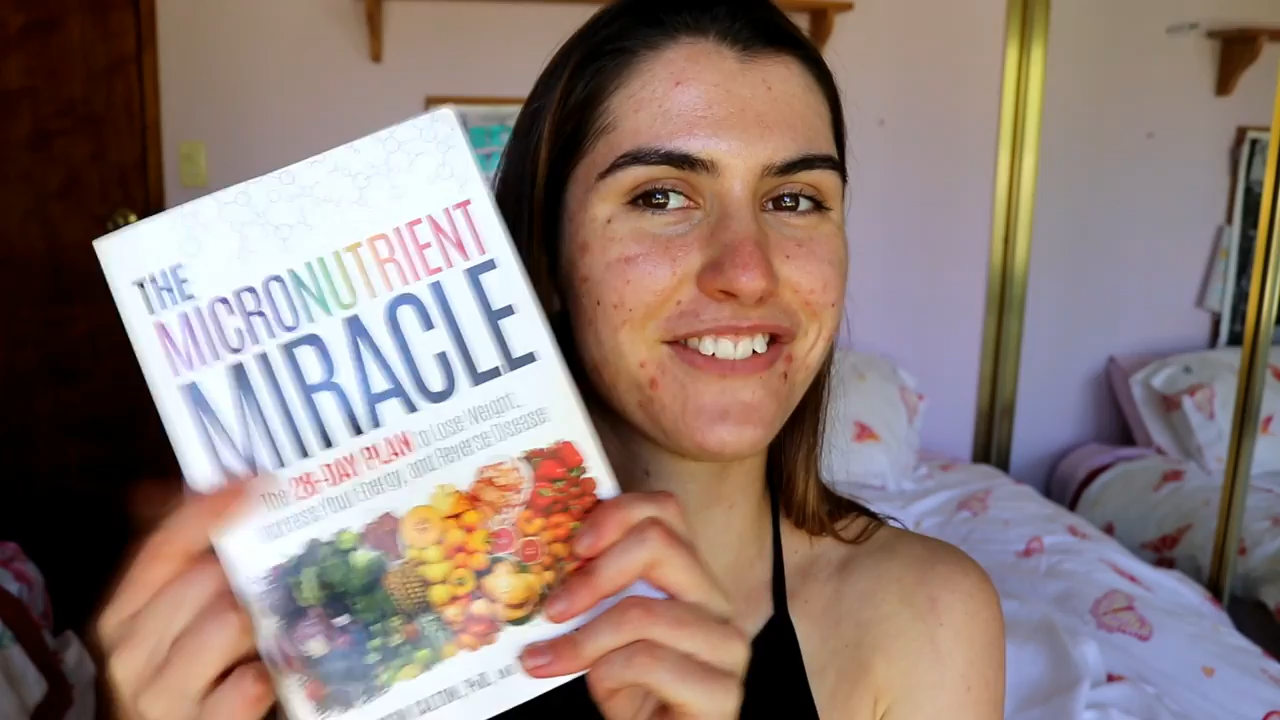 THE
MICRONUTRIENT
MIRACLE
The 28-DAY PLAN to Lose Weight,
Increase Your Energy, and Reverse Disease